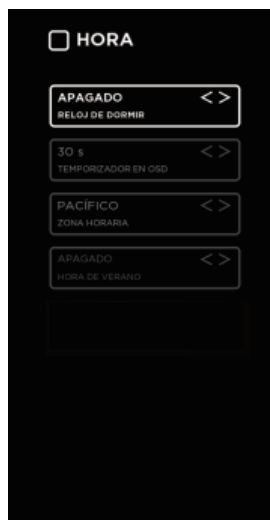 HORA
APAGADO < >
RELOJ DE DORMIR
30 s < >
TEMPORIZADOR EN OSD
PACÍFICO < >
ZONA HORARIA
APAGADO < >
HORA DE VERANO